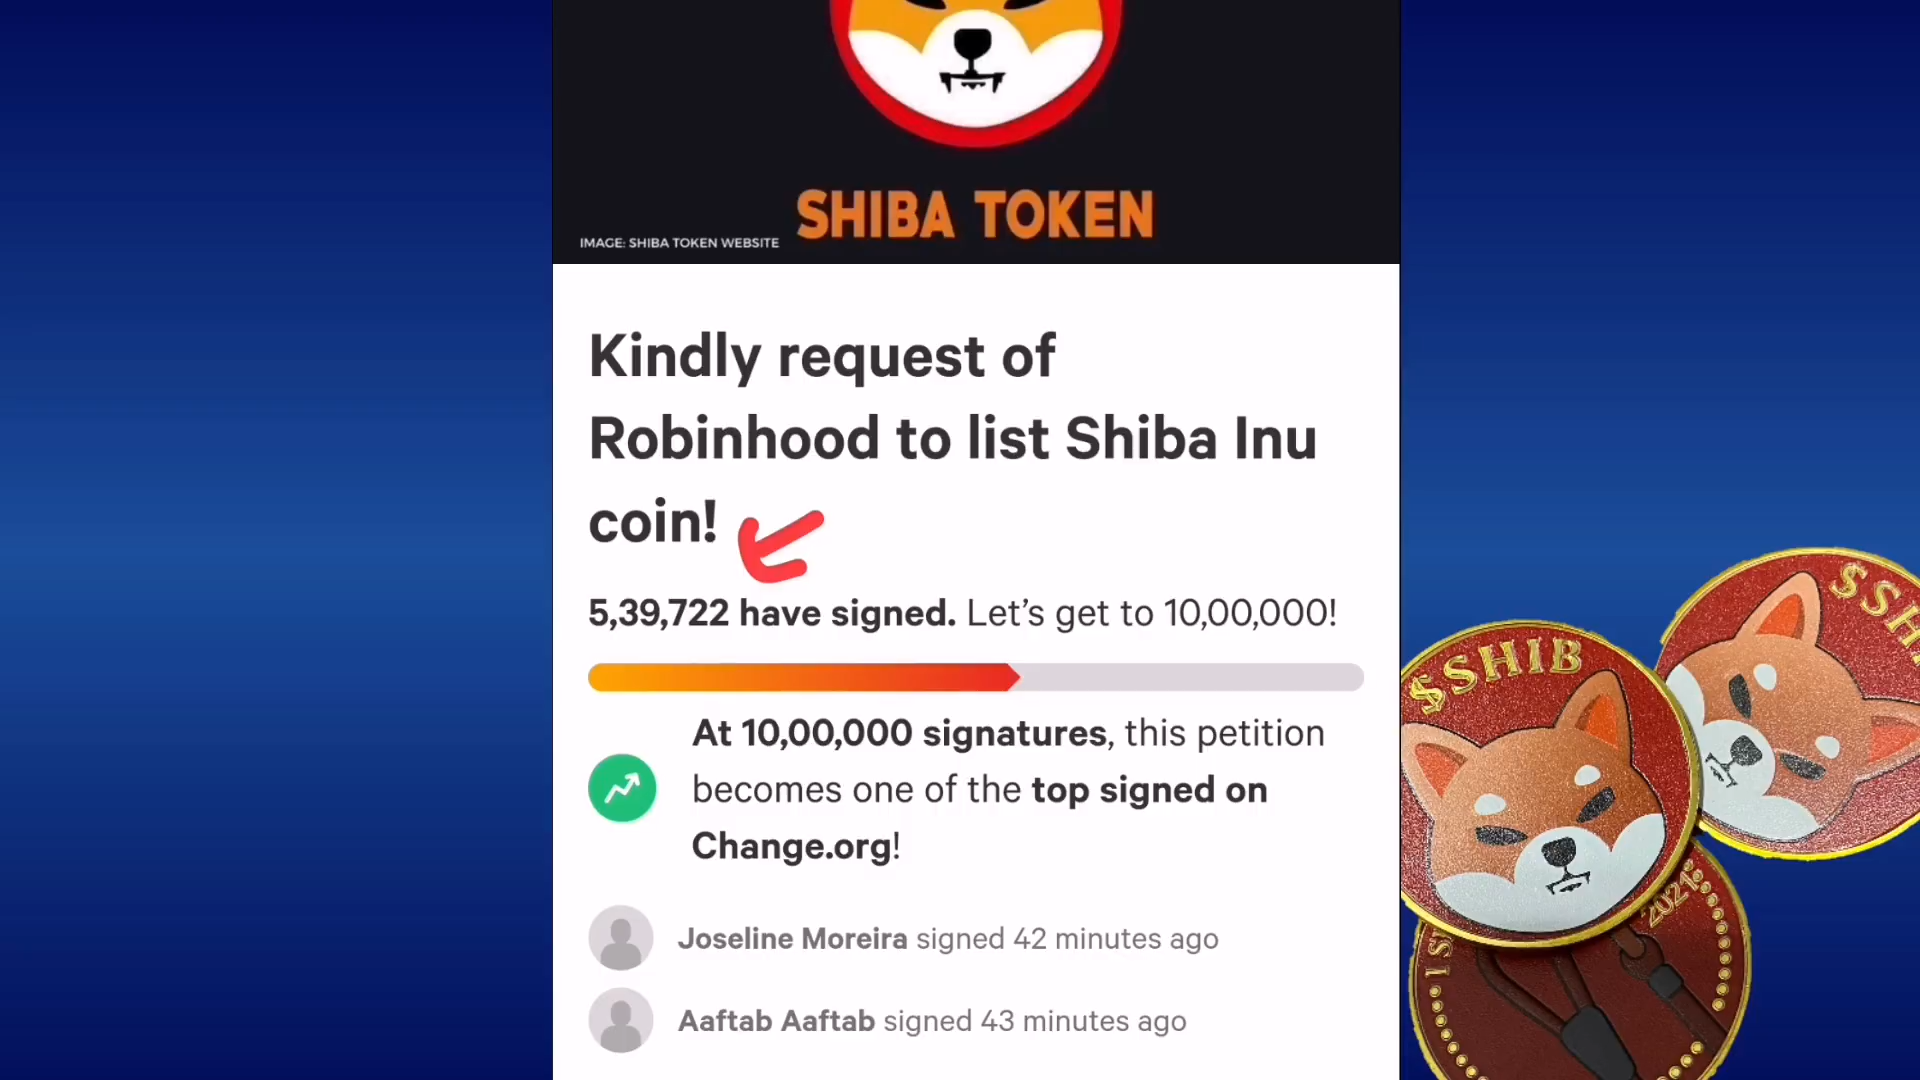 SHIBA TOKEN
IMAGE: SHIBA TOKEN WEBSITE
Kindly request of
Robinhood to list Shiba Inu
coin!
5,39,722 have signed. Let’s get to 10,00,000!
At 10,00,000 signatures, this petition
becomes one of the top signed on
Change.org!
Joseline Moreira signed 42 minutes ago
Aaftab Aaftab signed 43 minutes ago
$SHIB
$SH
2021